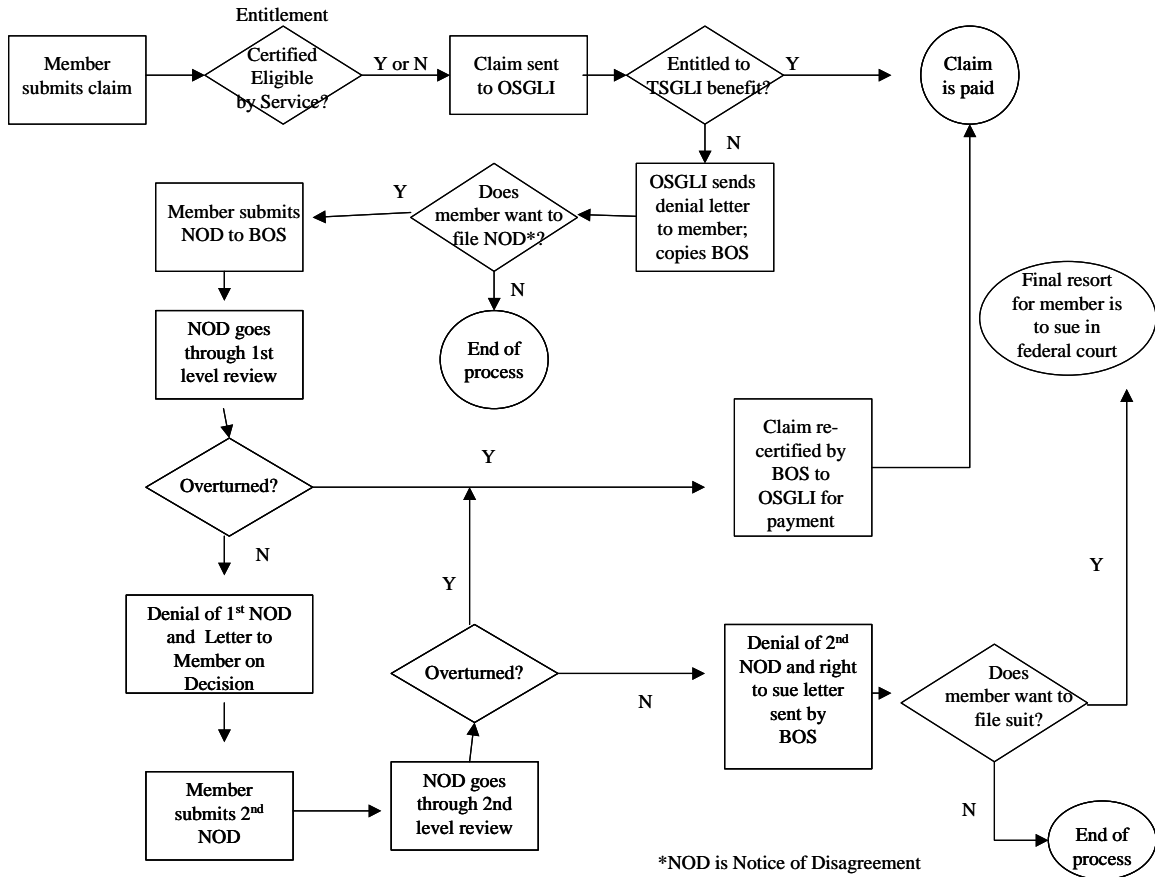 Entitlement
Member
submits claim
Certified
Eligible
by Service?
Y or N
Claim sent
to OSGLI
Entitled to
TSGLI benefit?
Y
Claim
is paid
N
OSGLI sends
denial letter
to member;
copies BOS
Does
member want to
file NOD*?
Y
Member submits
NOD to BOS
N
End of
process
NOD goes
through 1st
level review
Final resort
for member is
to sue in
federal court
Overturned?
Y
Claim re-
certified by
BOS to
OSGLI for
payment
N
Denial of 1st NOD
and Letter to
Member on
Decision
Member
submits 2nd
NOD
NOD goes
through 2nd
level review
Overturned?
Y
N
Denial of 2nd
NOD and right
to sue letter
sent by
BOS
Does
member want to
file suit?
Y
N
End of
process
*NOD is Notice of Disagreement